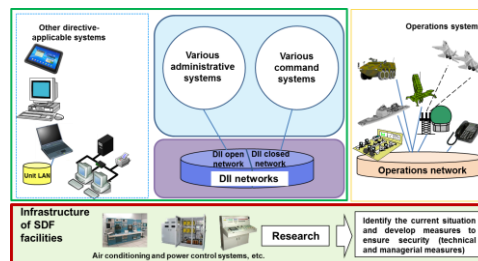 Other directive-
applicable systems
Unit LAN
Various
administrative
systems
Various
command
systems
DII open
network
DII closed
network
DII networks
Operations system
Operations network
Infrastructure
of SDF
facilities
Air conditioning and power control systems, etc.
Research
Identify the current situation
and develop measures to
ensure security (technical
and managerial measures)